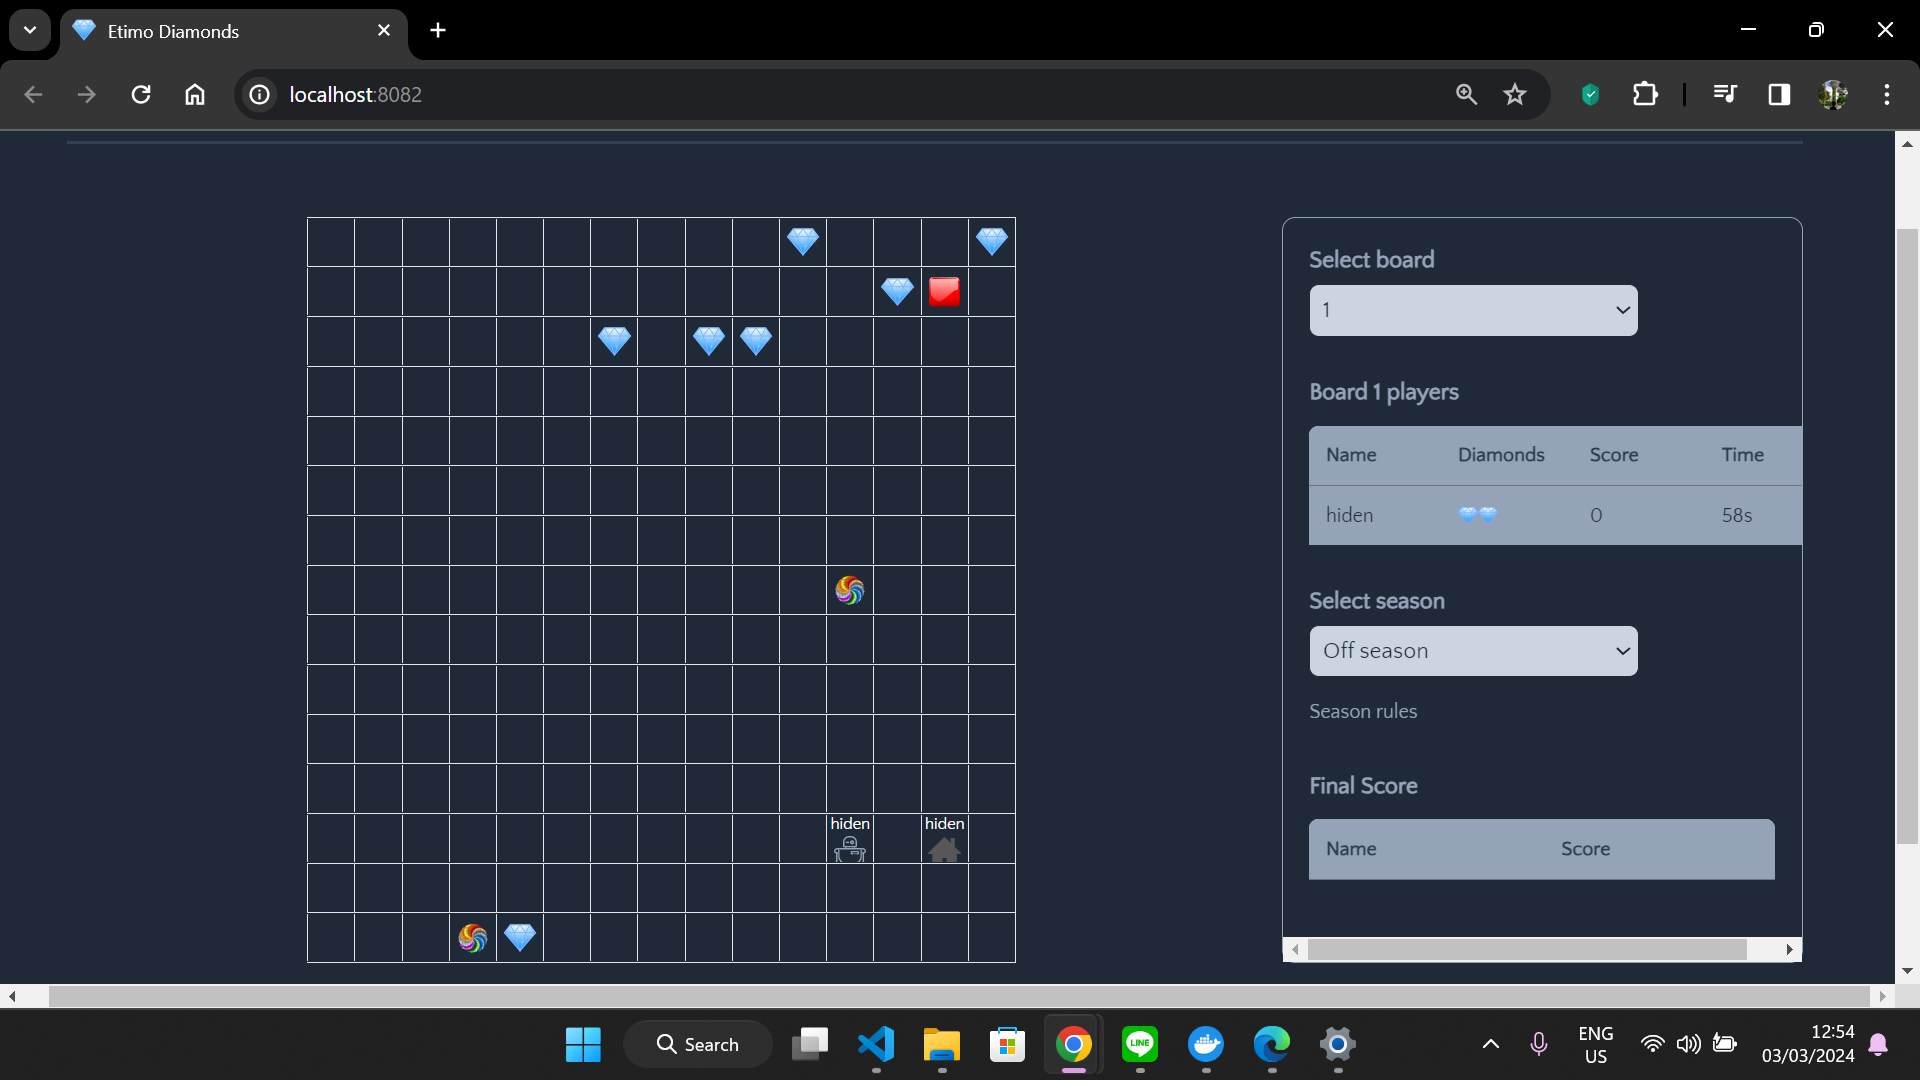 Etimo Diamonds
localhost:8082
Select board
1
Board 1 players
Name Diamonds Score Time
hiden 0 58s
Select season
Off season
Season rules
Final Score
Name Score
hiden hiden
Search
LINE
ENG
US
12:54
03/03/2024